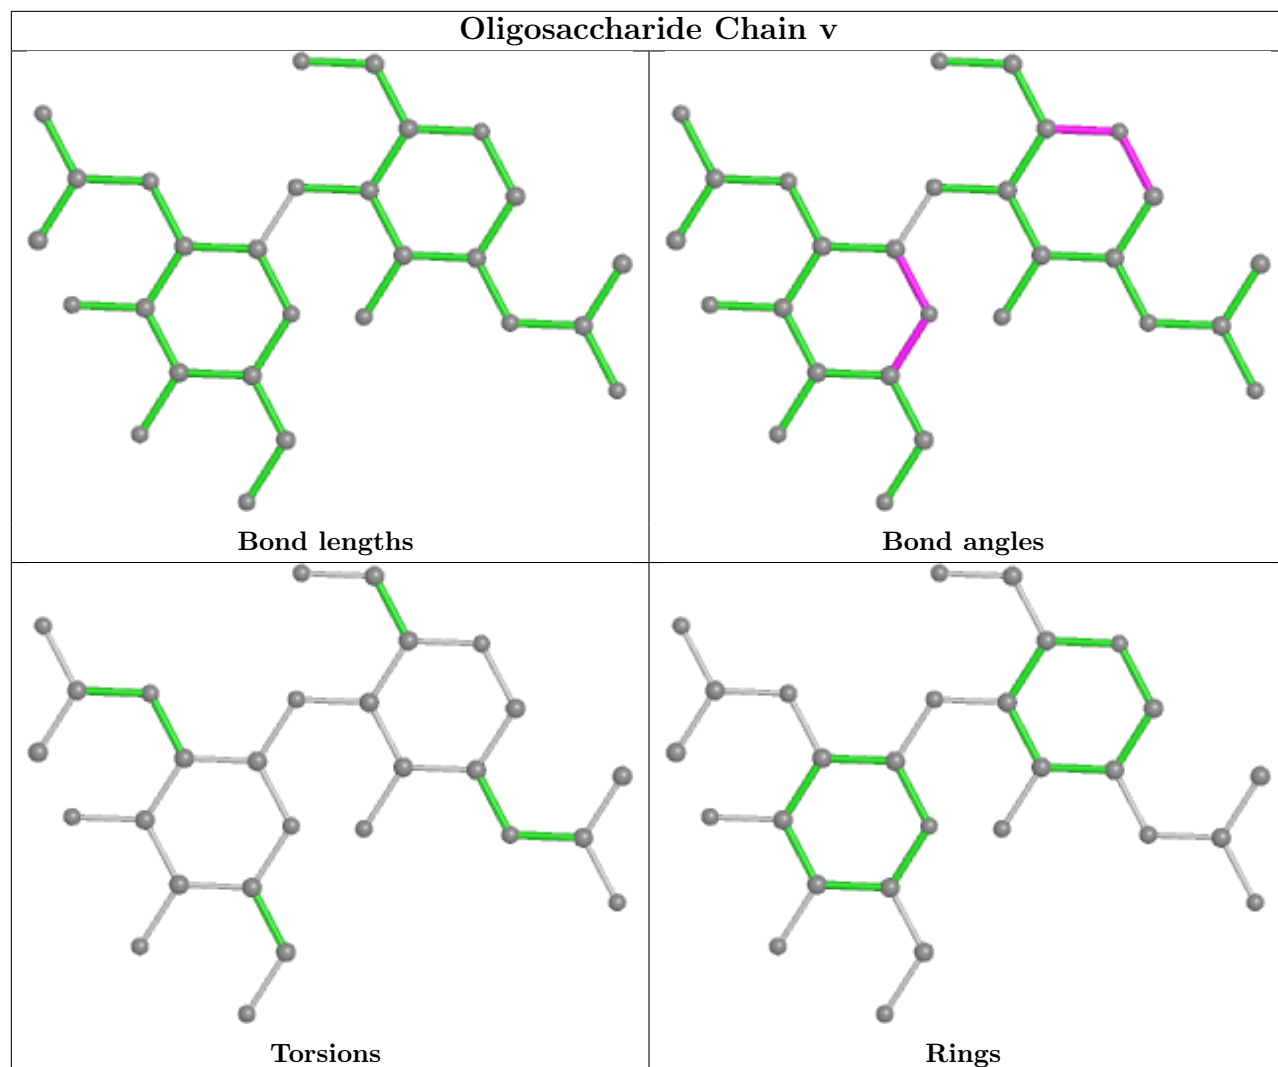 Oligosaccharide Chain v
Bond lengths
Bond angles
Torsions
Rings